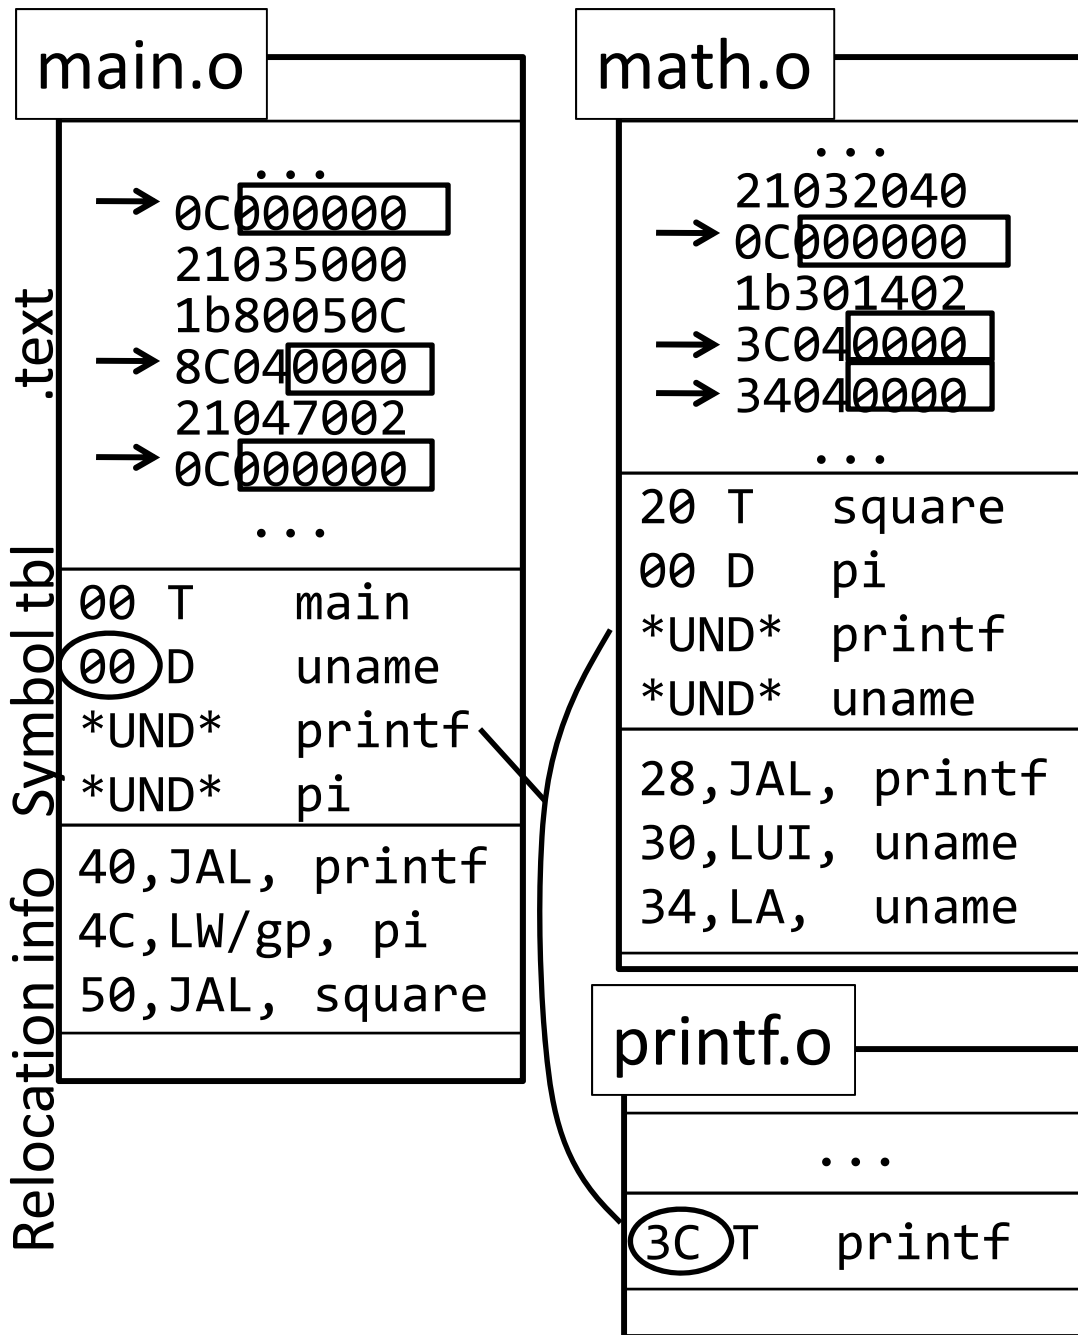 main.o
.text
...
0C000000
21035000
1b80050C
8C040000
21047002
0C000000
...
Symbol tbl
00 T main
00 D uname
*UND* printf
*UND* pi
Relocation info
40,JAL, printf
4C,LW/gp, pi
50,JAL, square
math.o
...
21032040
0C000000
1b301402
3C040000
34040000
...
20 T square
00 D pi
*UND* printf
*UND* uname
28,JAL, printf
30,LUI, uname
34,LA, uname
printf.o
...
3C T printf